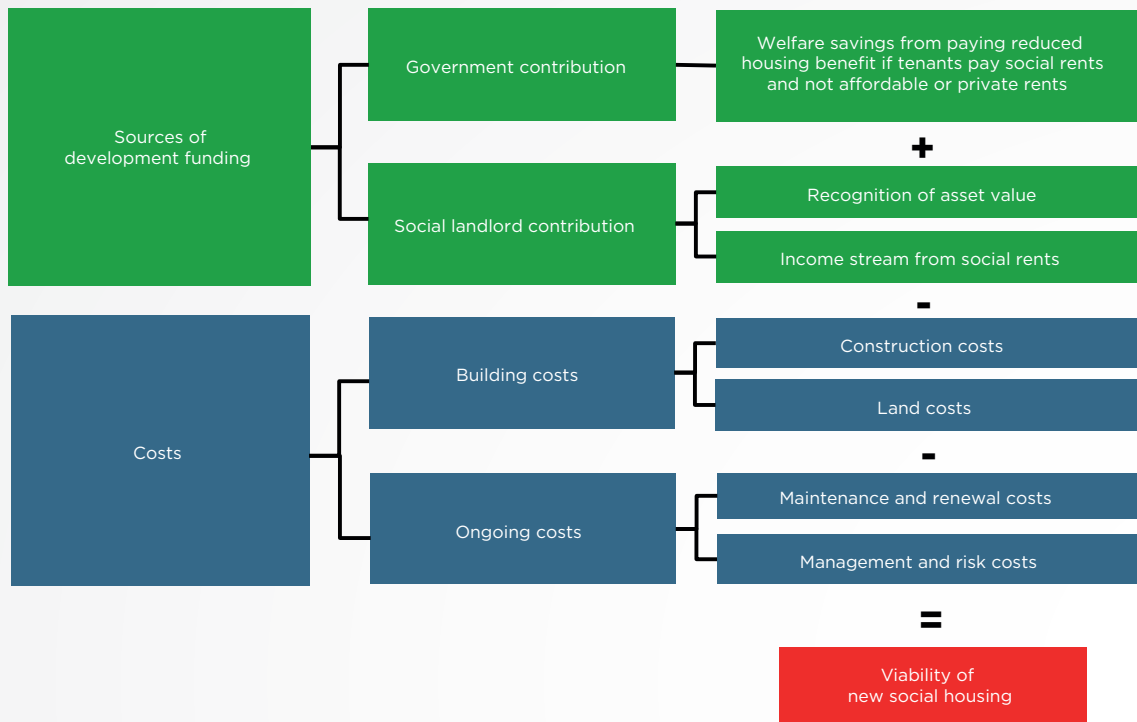 Sources of
development funding
Government contribution
Welfare savings from paying reduced
housing benefit if tenants pay social rents
and not affordable or private rents
+
Social landlord contribution
Recognition of asset value
Income stream from social rents
-
Costs
Building costs
Construction costs
Land costs
-
Ongoing costs
Maintenance and renewal costs
Management and risk costs
=
Viability of
new social housing